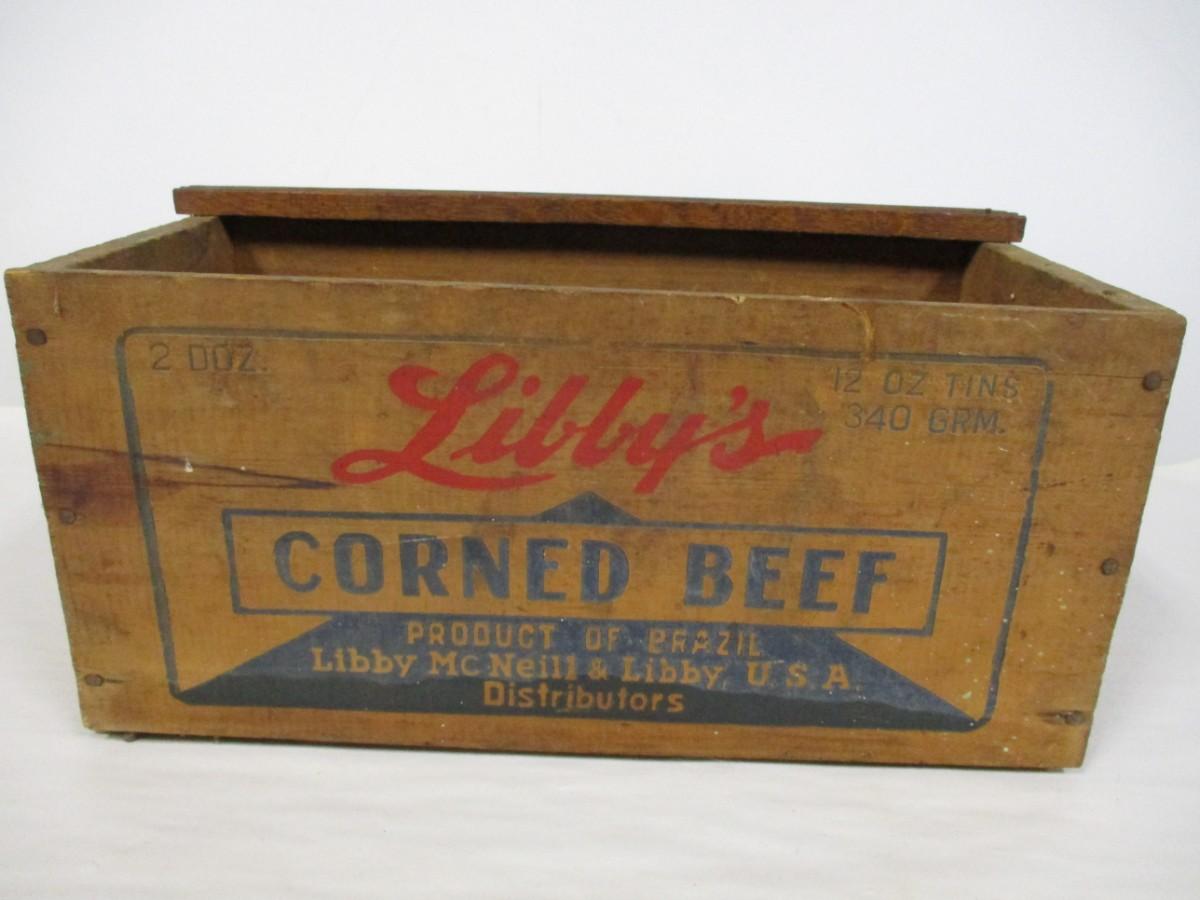 2 DOZ.
Libby's
12 OZ TINS
340 GRM.
CORNED BEEF
PRODUCT OF BRAZIL
Libby McNeill & Libby, U.S.A.
Distributors